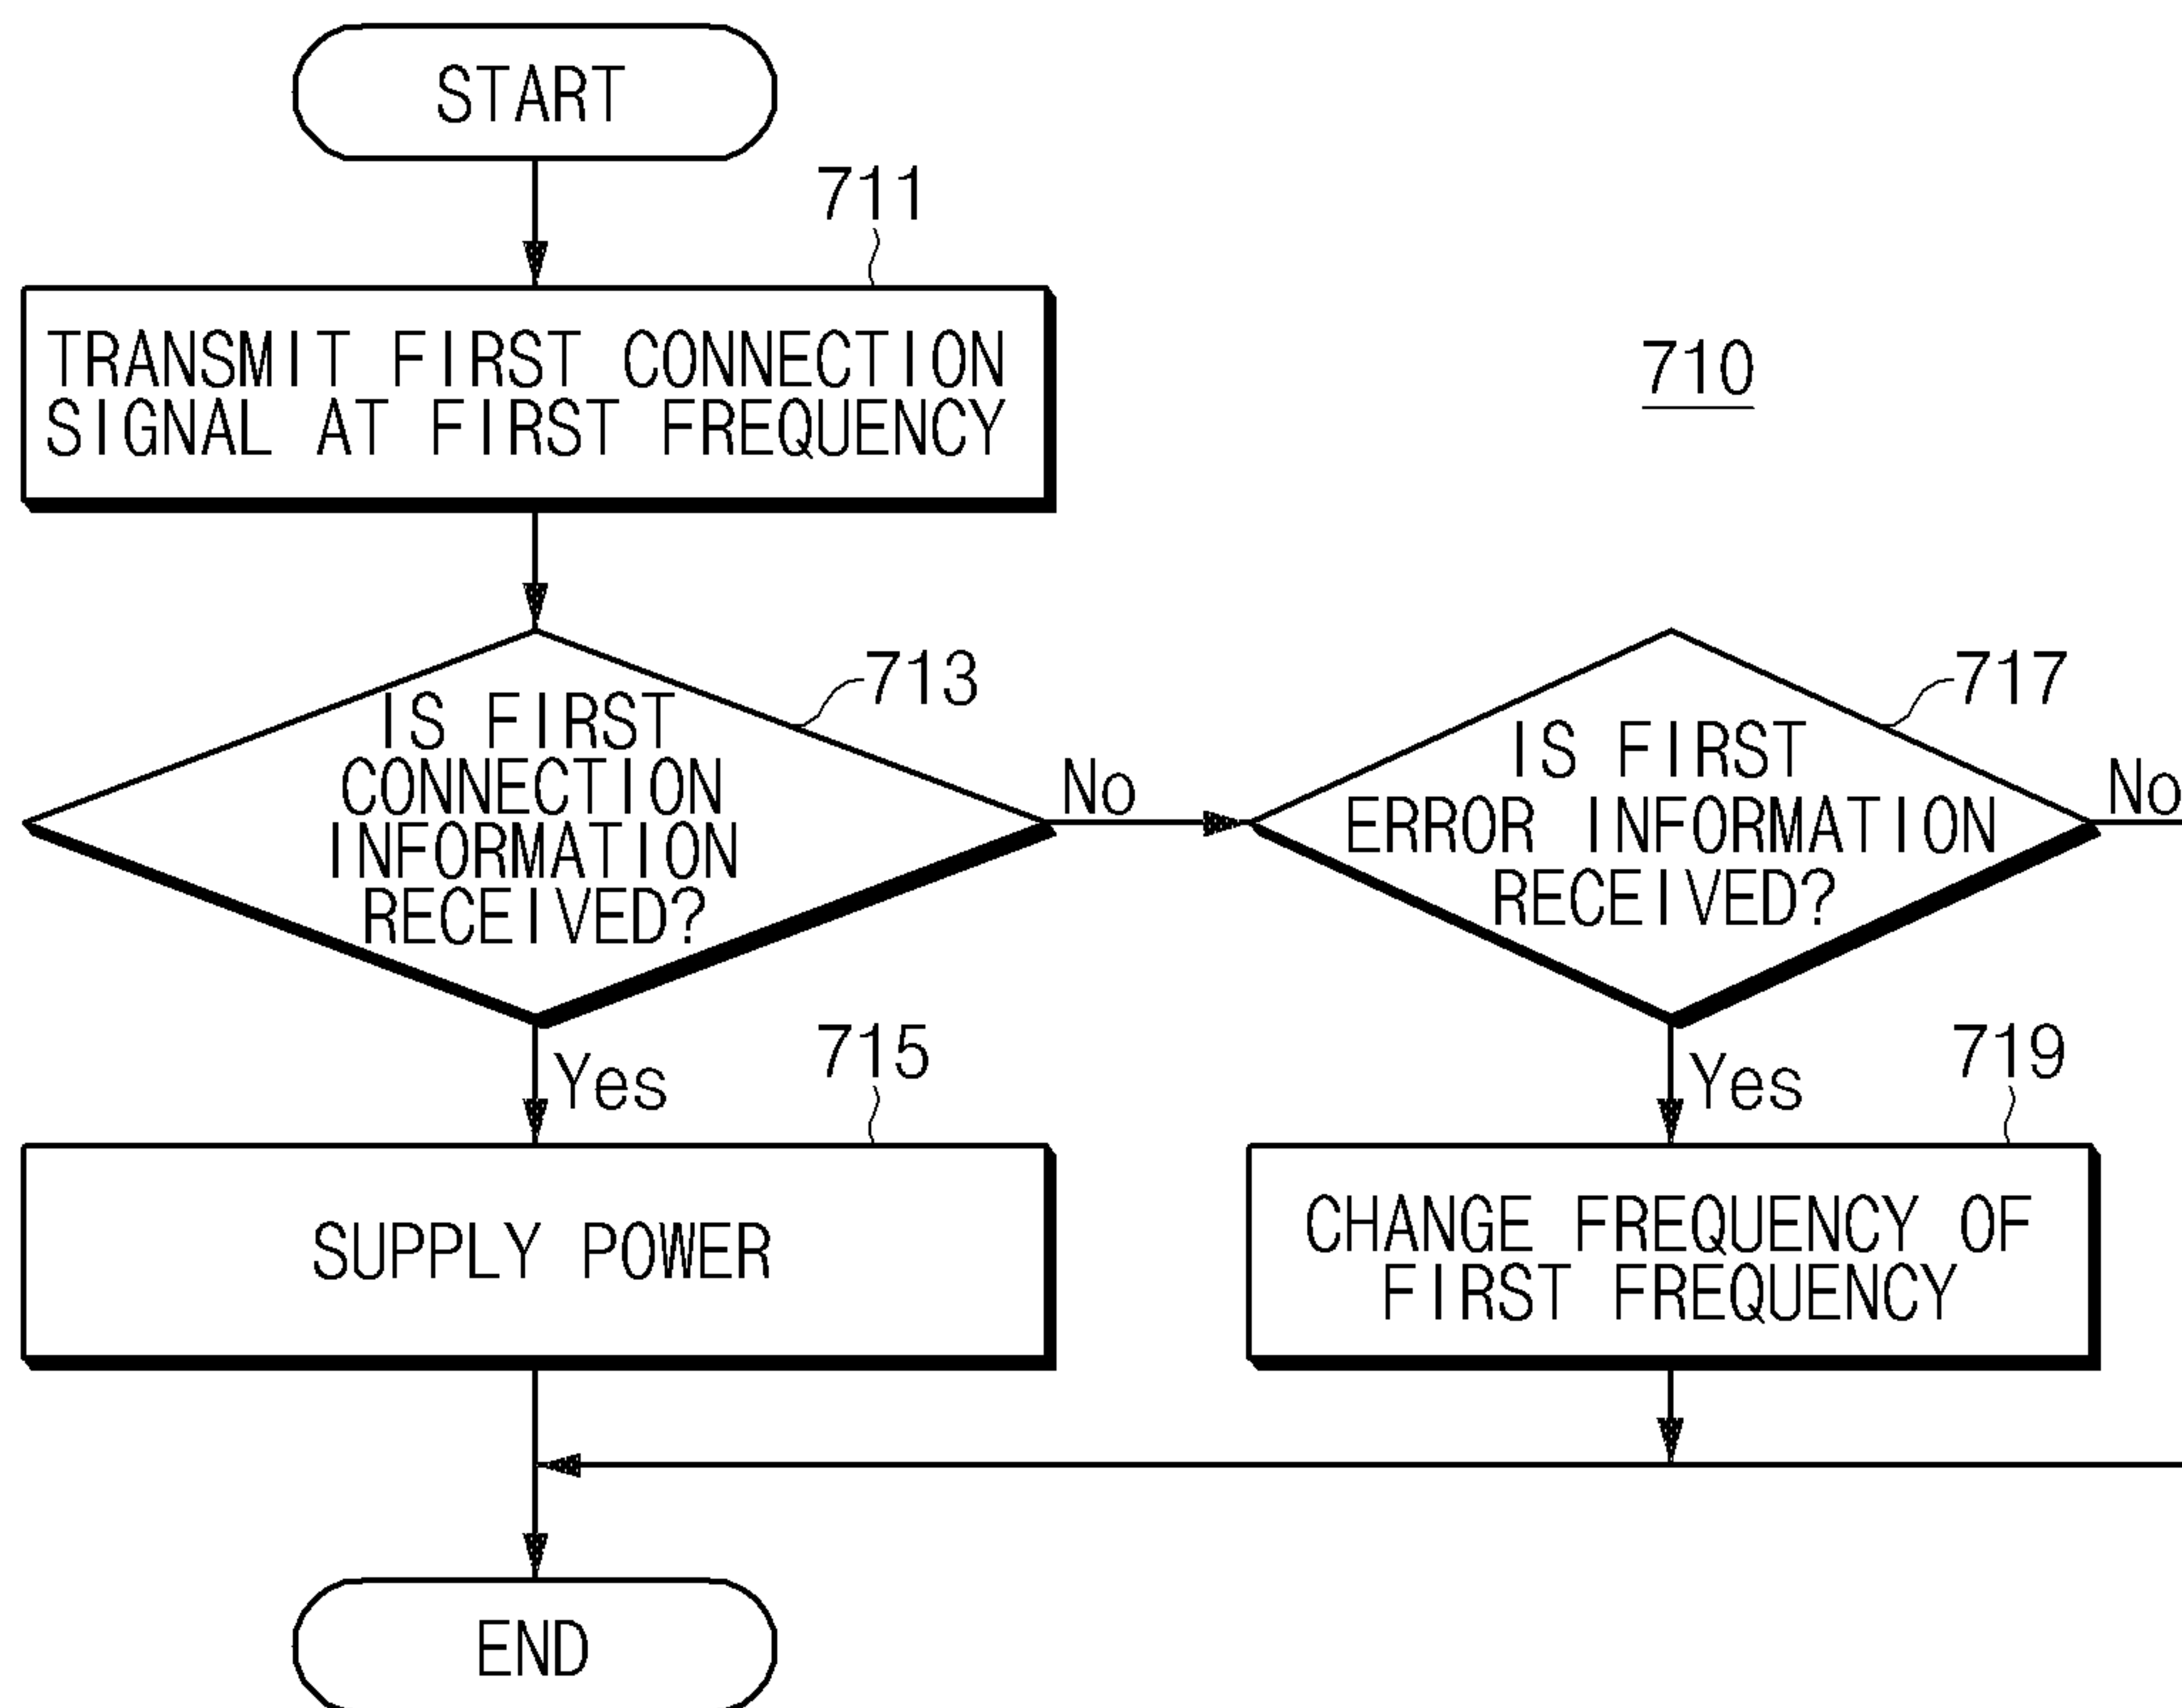 START
711
TRANSMIT FIRST CONNECTION
SIGNAL AT FIRST FREQUENCY
710
713
IS FIRST
CONNECTION
INFORMATION
RECEIVED?
No
717
IS FIRST
ERROR INFORMATION
RECEIVED?
No
Yes
715
SUPPLY POWER
Yes
719
CHANGE FREQUENCY OF
FIRST FREQUENCY
END